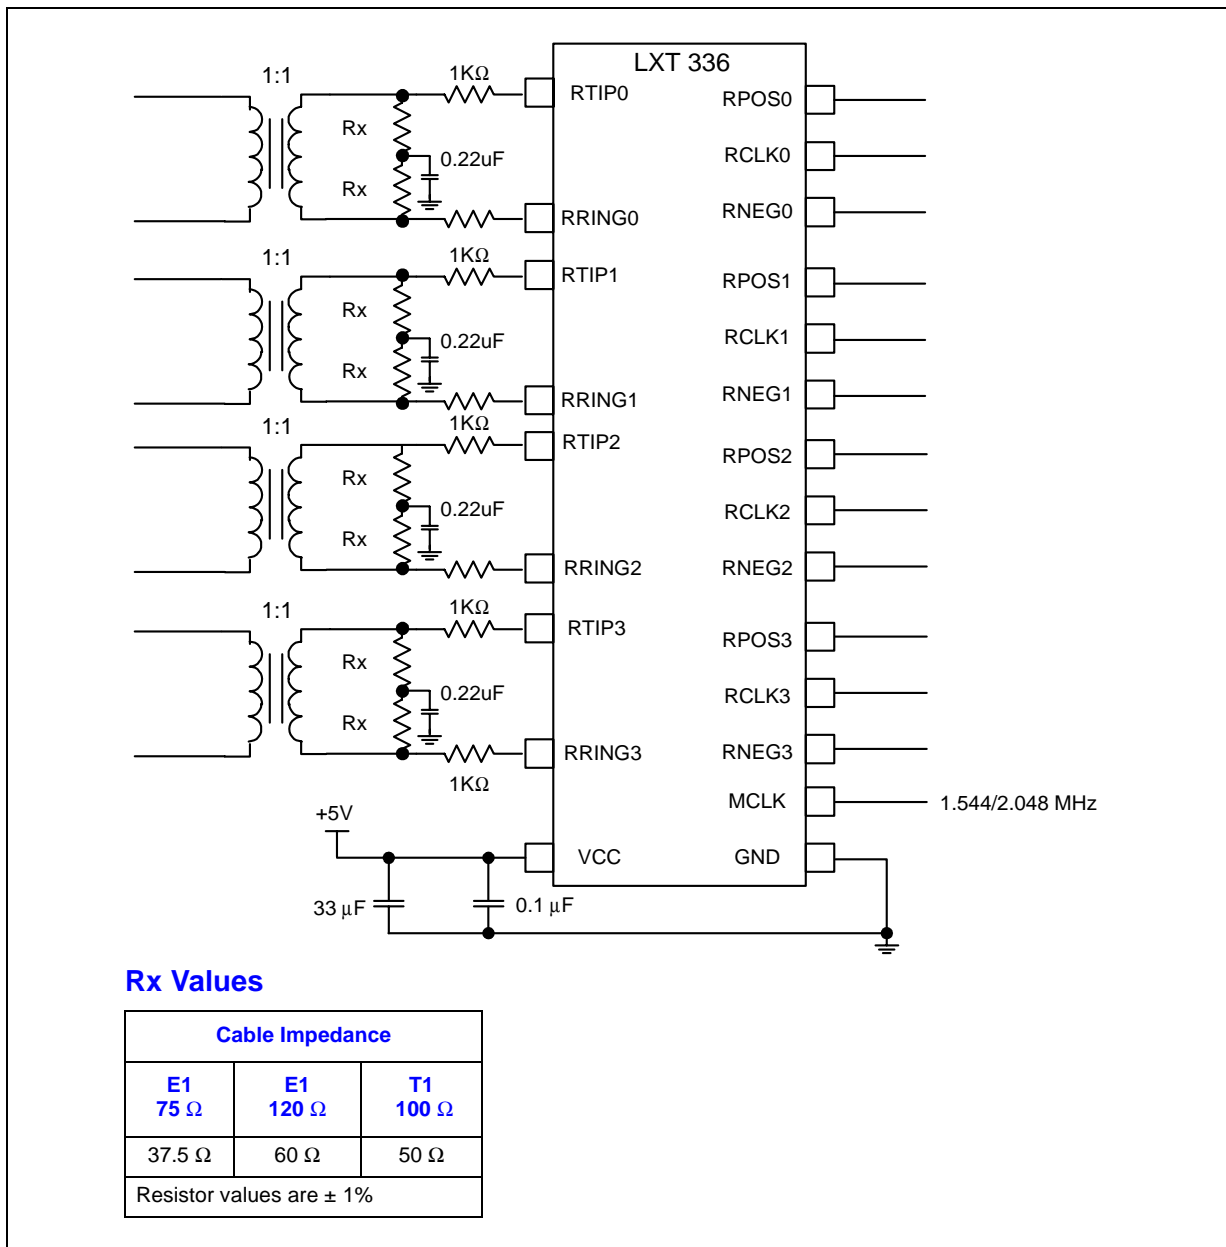 LXT 336
1:1
1KΩ
RTIP0
RPOS0
Rx
0.22uF
RCLK0
Rx
RRING0
RNEG0
1:1
1KΩ
RTIP1
RPOS1
Rx
0.22uF
RCLK1
Rx
RRING1
RNEG1
1:1
1KΩ
RTIP2
RPOS2
Rx
0.22uF
RCLK2
Rx
RRING2
RNEG2
1:1
1KΩ
RTIP3
RPOS3
Rx
0.22uF
RCLK3
Rx
RRING3
RNEG3
1KΩ
MCLK
1.544/2.048 MHz
+5V
VCC
GND
33 µF
0.1 µF
Rx Values
Cable Impedance
E1 E1 T1
75 Ω 120 Ω 100 Ω
37.5 Ω 60 Ω 50 Ω
Resistor values are ± 1%